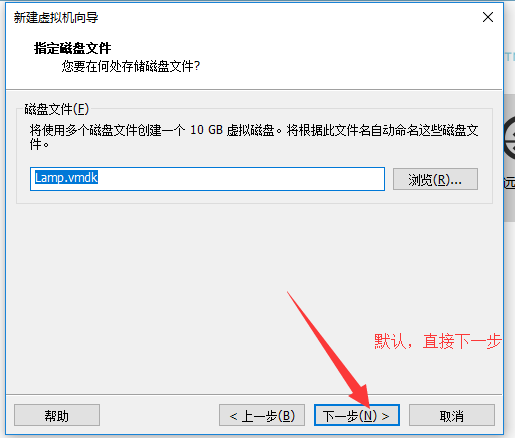 新建虚拟机向导
指定磁盘文件
您要在何处存储磁盘文件?
磁盘文件(F)
将使用多个磁盘文件创建一个 10 GB 虚拟磁盘。将根据此文件名自动命名这些磁盘文
件。
Lamp.vmdk
浏览(R)...
默认，直接下一步
帮助
< 上一步(B)
下一步(N) >
取消